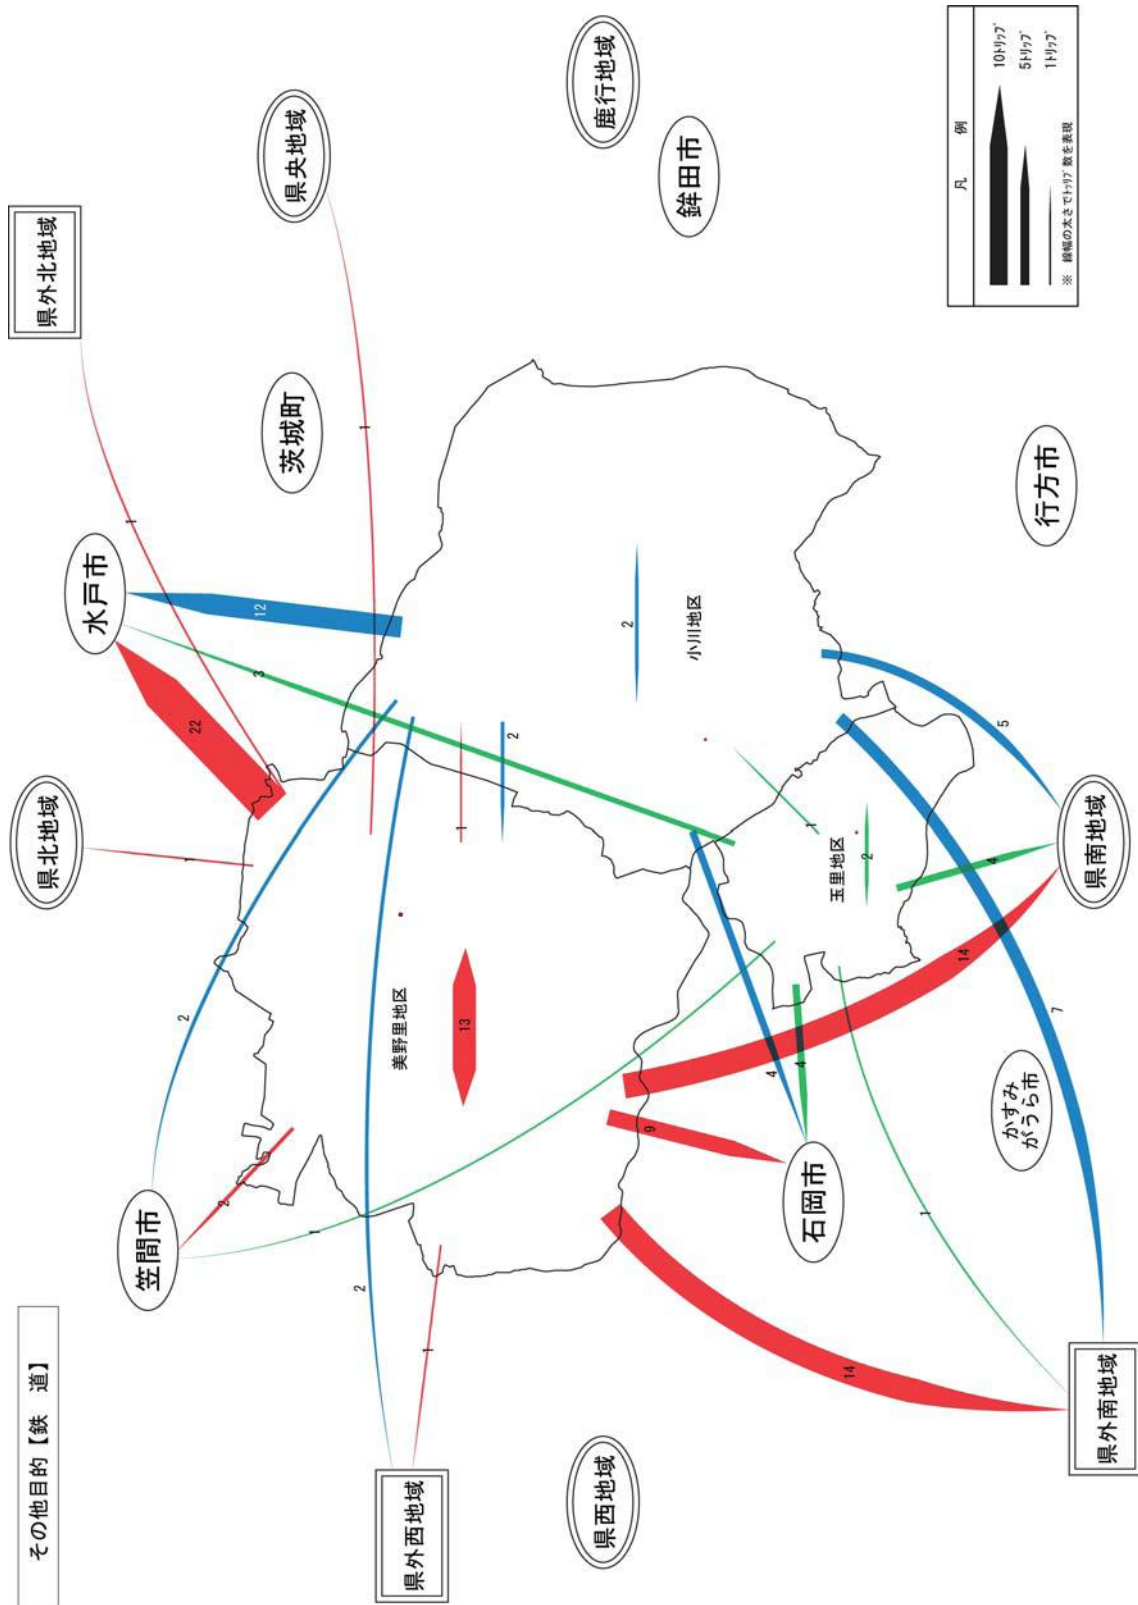 その他目的【鉄　道】
県外西地域
県西地域
県外南地域
笠間市
石岡市
かすみ
がうら市
県北地域
県南地域
水戸市
県外北地域
県央地域
茨城町
鹿行地域
鉾田市
行方市
美野里地区
小川地区
玉里地区
22
12
3
1
1
1
2
2
2
1
1
2
1
2
13
1
2
9
14
14
4
4
4
2
1
1
7
5
凡　例
10ﾄﾘｯﾌﾟ
5ﾄﾘｯﾌﾟ
1ﾄﾘｯﾌﾟ
※　線幅の太さでﾄﾘｯﾌﾟ数を表現